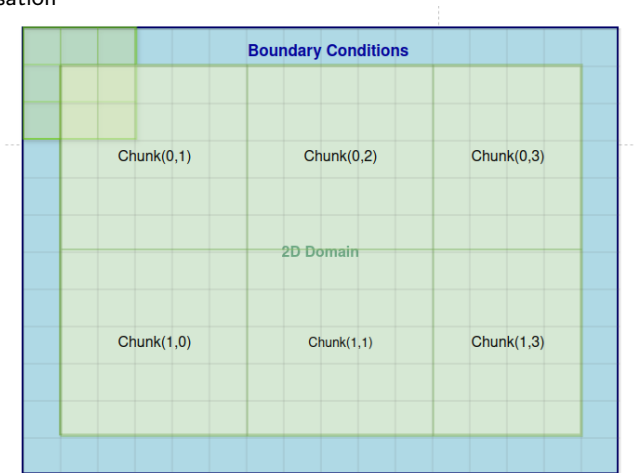 Boundary Conditions
Chunk(0,1) Chunk(0,2) Chunk(0,3)
2D Domain
Chunk(1,0) Chunk(1,1) Chunk(1,3)